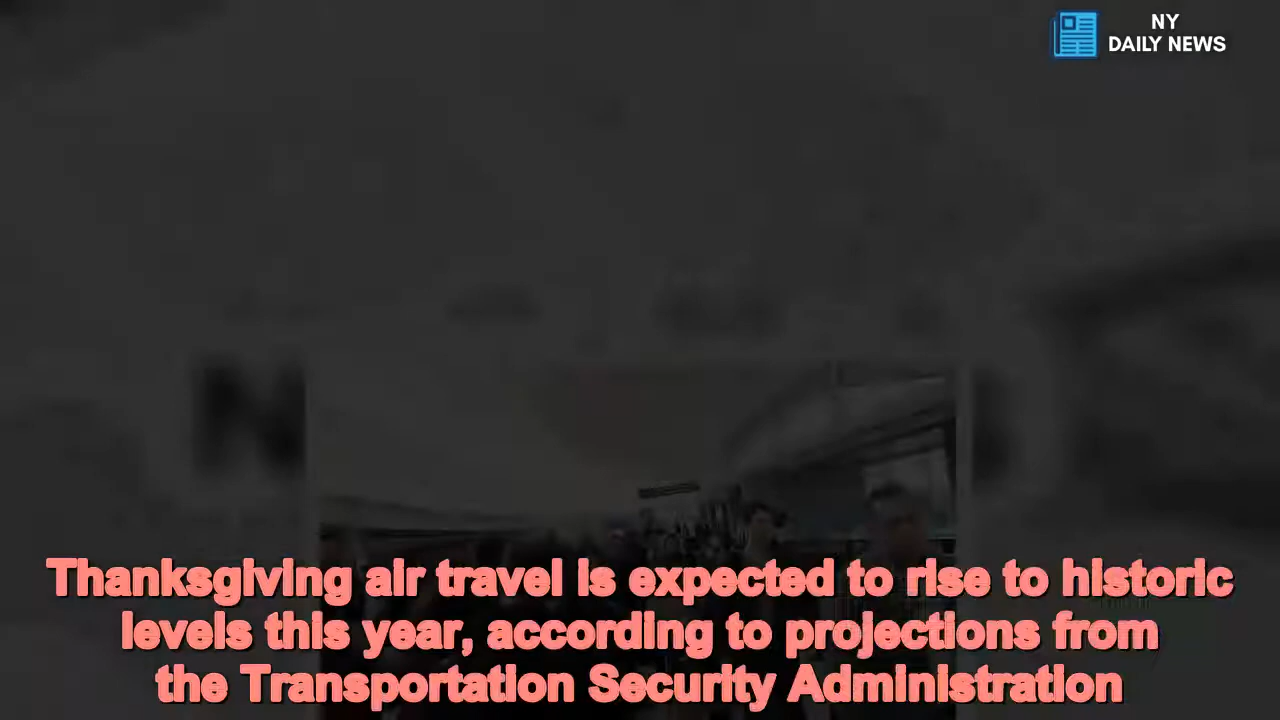 NY
DAILY NEWS
Thanksgiving air travel is expected to rise to historic
levels this year, according to projections from
the Transportation Security Administration